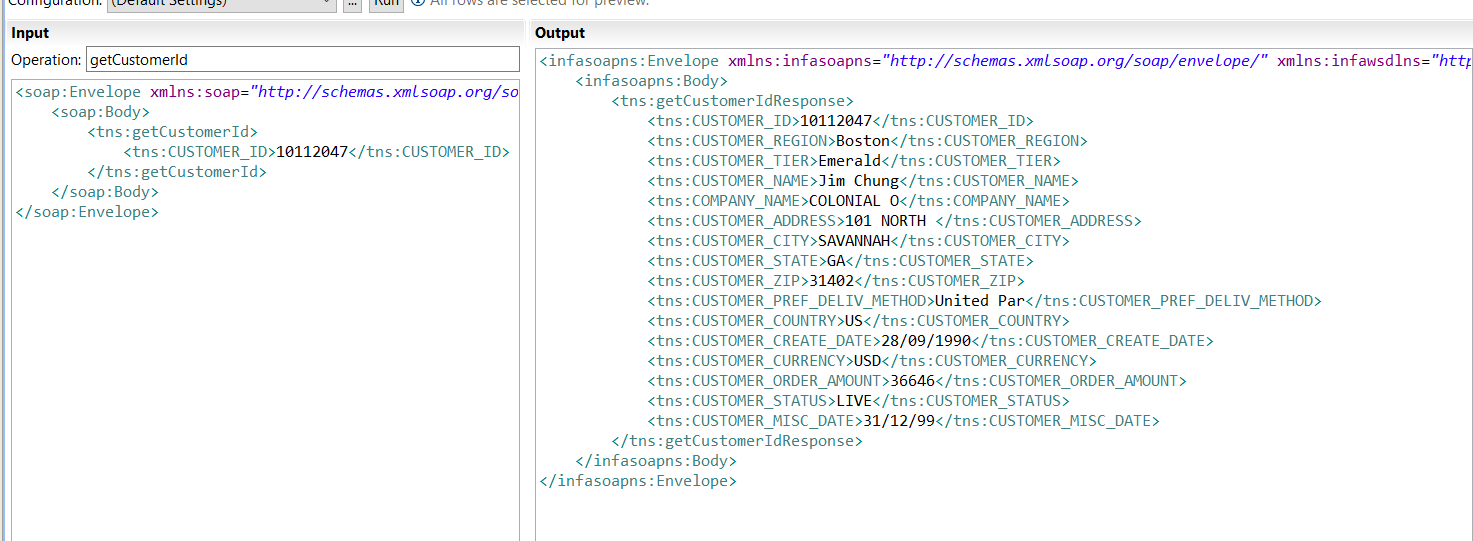 Configuration: (Default Settings) ... Run All rows are selected for preview.
Input
Operation: getCustomerId
<soap:Envelope xmlns:soap="http://schemas.xmlsoap.org/so
<soap:Body>
<tns:getCustomerId>
<tns:CUSTOMER_ID>10112047</tns:CUSTOMER_ID>
</tns:getCustomerId>
</soap:Body>
</soap:Envelope>
Output
<infasoapns:Envelope xmlns:infasoapns="http://schemas.xmlsoap.org/soap/envelope/" xmlns:infawsdlns="http
<infasoapns:Body>
<tns:getCustomerIdResponse>
<tns:CUSTOMER_ID>10112047</tns:CUSTOMER_ID>
<tns:CUSTOMER_REGION>Boston</tns:CUSTOMER_REGION>
<tns:CUSTOMER_TIER>Emerald</tns:CUSTOMER_TIER>
<tns:CUSTOMER_NAME>Jim Chung</tns:CUSTOMER_NAME>
<tns:COMPANY_NAME>COLONIAL O</tns:COMPANY_NAME>
<tns:CUSTOMER_ADDRESS>101 NORTH </tns:CUSTOMER_ADDRESS>
<tns:CUSTOMER_CITY>SAVANNAH</tns:CUSTOMER_CITY>
<tns:CUSTOMER_STATE>GA</tns:CUSTOMER_STATE>
<tns:CUSTOMER_ZIP>31402</tns:CUSTOMER_ZIP>
<tns:CUSTOMER_PREF_DELIV_METHOD>United Par</tns:CUSTOMER_PREF_DELIV_METHOD>
<tns:CUSTOMER_COUNTRY>US</tns:CUSTOMER_COUNTRY>
<tns:CUSTOMER_CREATE_DATE>28/09/1990</tns:CUSTOMER_CREATE_DATE>
<tns:CUSTOMER_CURRENCY>USD</tns:CUSTOMER_CURRENCY>
<tns:CUSTOMER_ORDER_AMOUNT>36646</tns:CUSTOMER_ORDER_AMOUNT>
<tns:CUSTOMER_STATUS>LIVE</tns:CUSTOMER_STATUS>
<tns:CUSTOMER_MISC_DATE>31/12/99</tns:CUSTOMER_MISC_DATE>
</tns:getCustomerIdResponse>
</infasoapns:Body>
</infasoapns:Envelope>